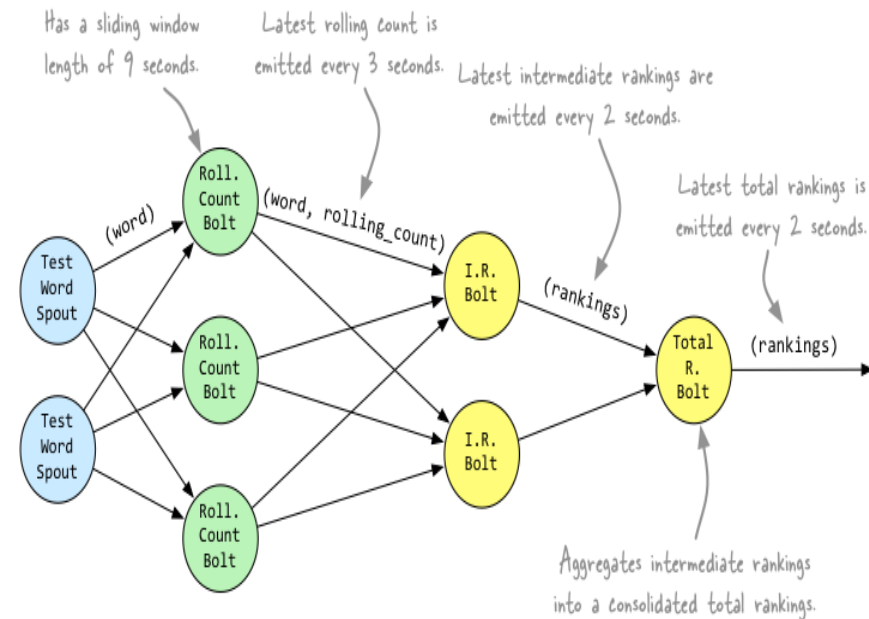 Has a sliding window
length of 9 seconds.
Latest rolling count is
emitted every 3 seconds.
Latest intermediate rankings are
emitted every 2 seconds.
Latest total rankings is
emitted every 2 seconds.
Test
Word
Spout
Test
Word
Spout
(word)
Roll.
Count
Bolt
Roll.
Count
Bolt
Roll.
Count
Bolt
(word, rolling_count)
I.R.
Bolt
I.R.
Bolt
(rankings)
Total
R.
Bolt
(rankings)
Aggregates intermediate rankings
into a consolidated total rankings.